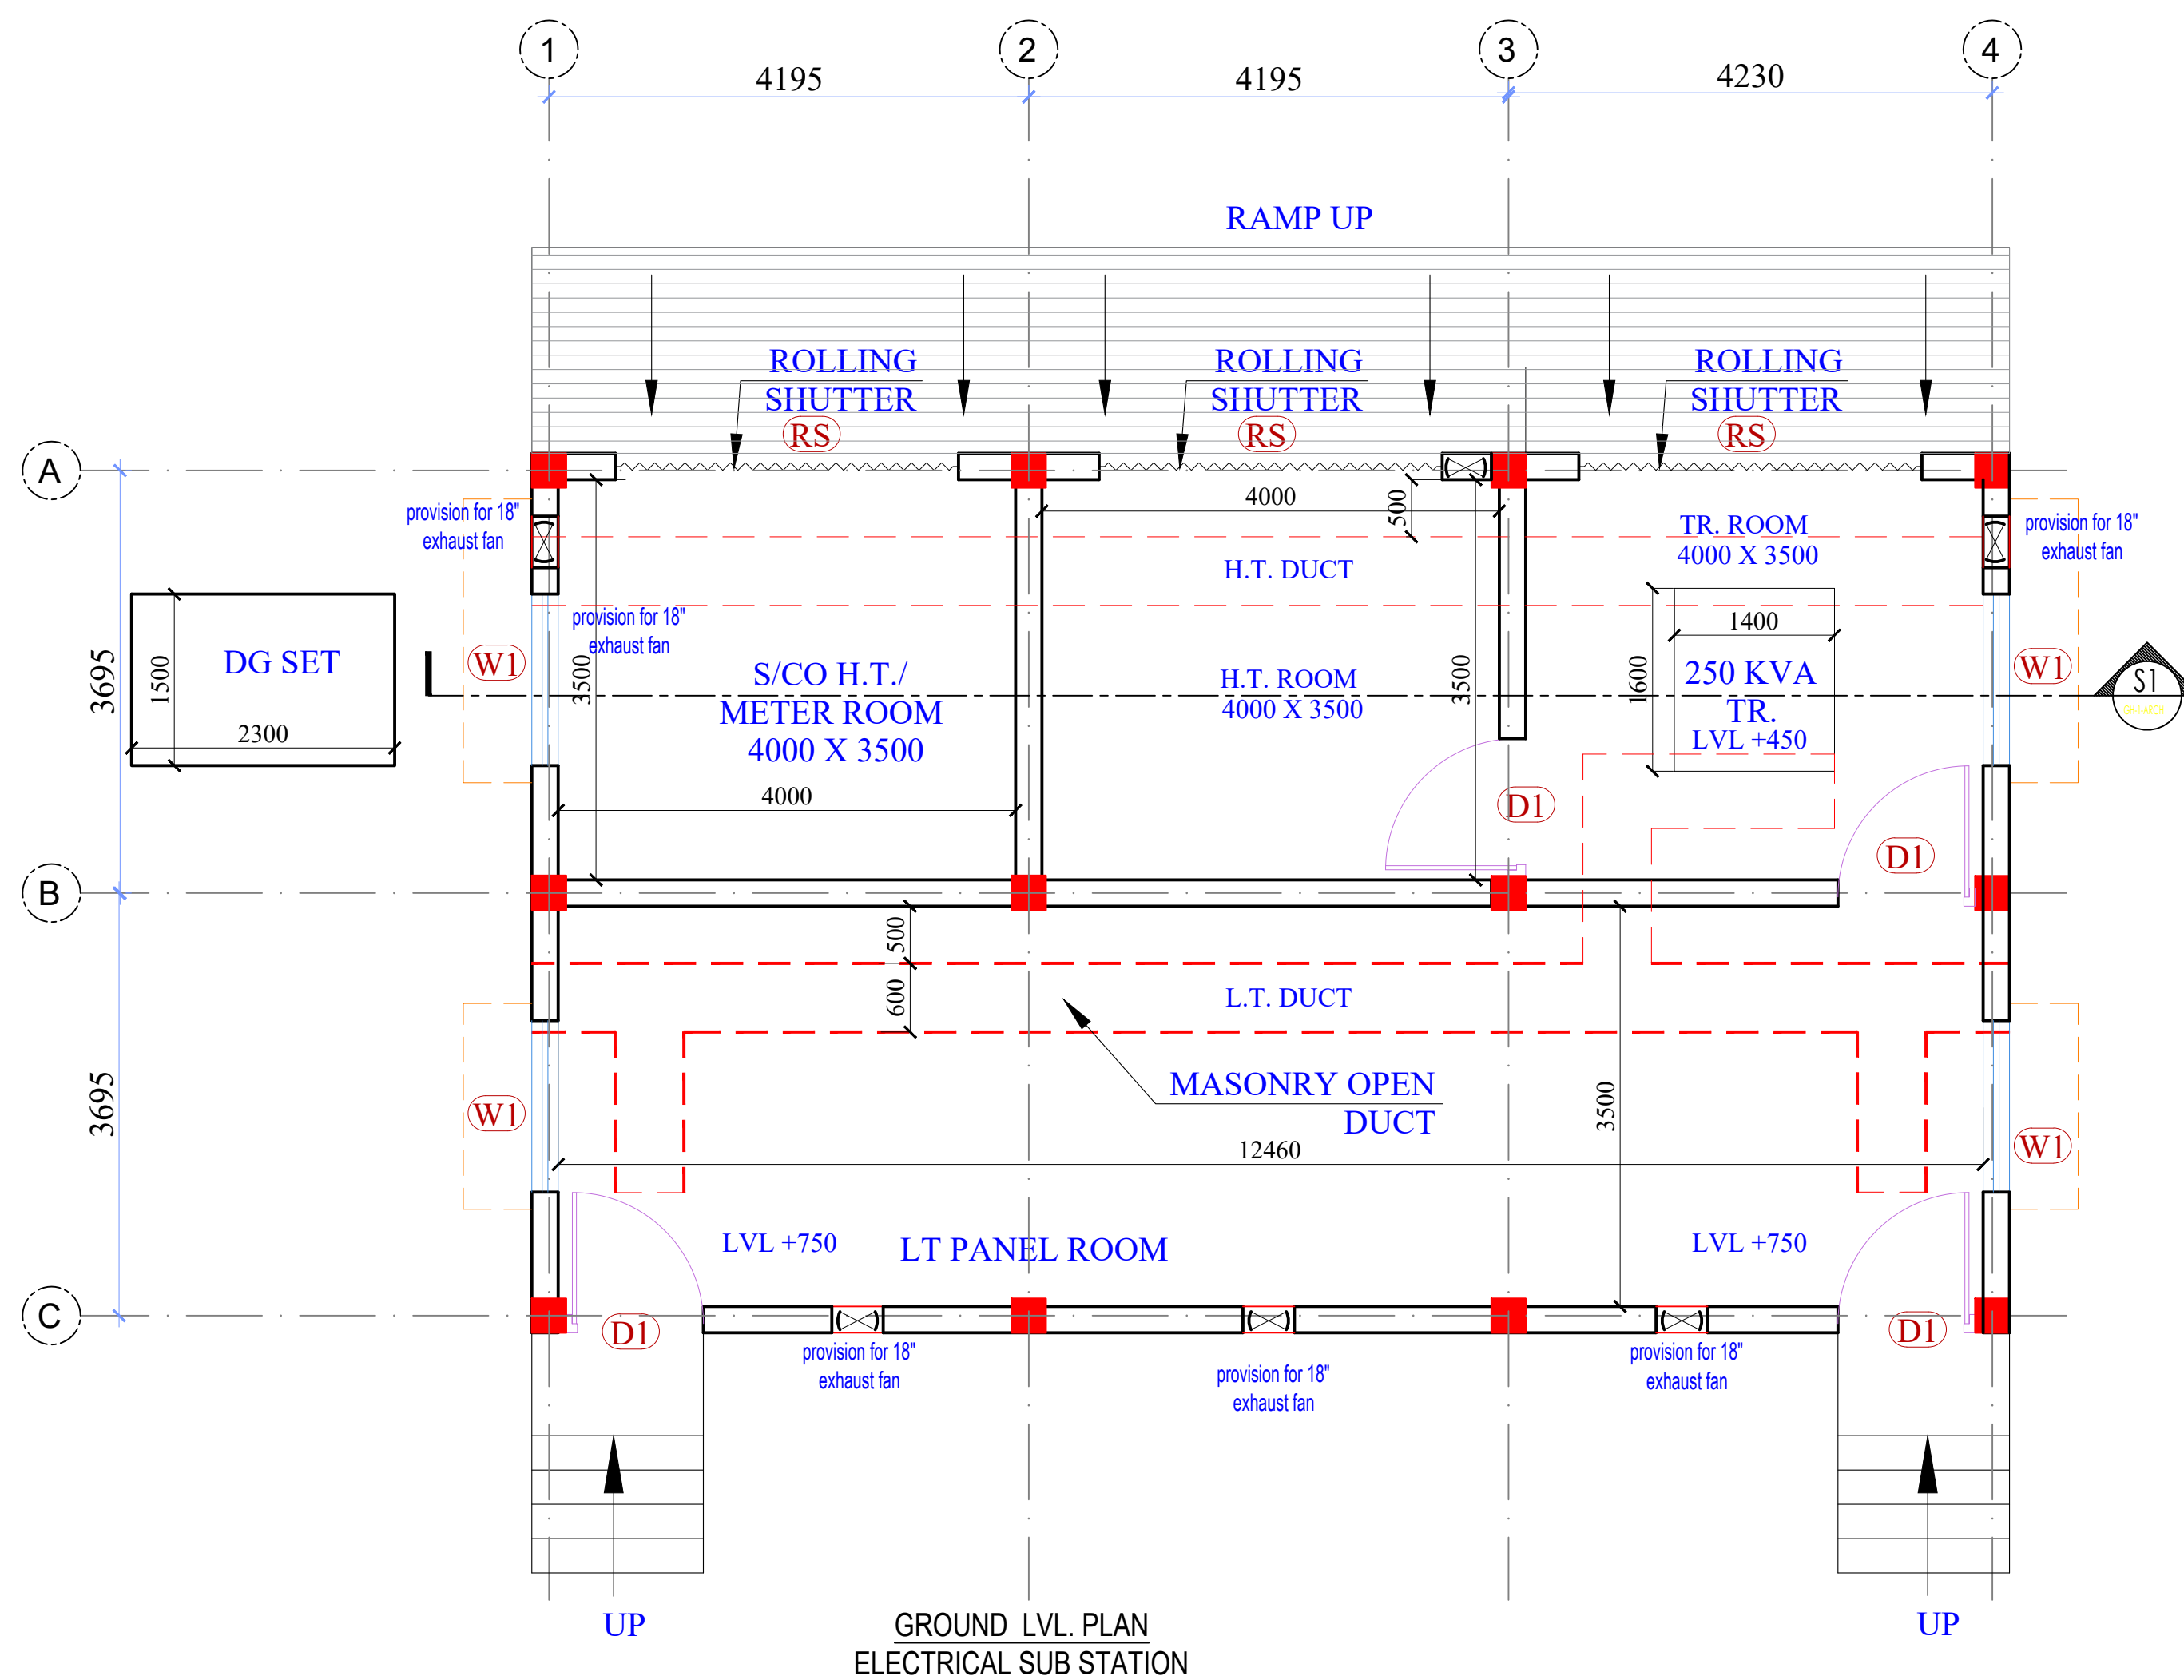 1
2
3
4
4195
4195
4230
RAMP UP
ROLLING
SHUTTER
RS
ROLLING
SHUTTER
RS
ROLLING
SHUTTER
RS
A
provision for 18"
exhaust fan
4000
500
TR. ROOM
4000 X 3500
provision for 18"
exhaust fan
H.T. DUCT
3695
DG SET
1500
2300
W1
provision for 18"
exhaust fan
3500
S/CO H.T./
METER ROOM
4000 X 3500
4000
H.T. ROOM
4000 X 3500
3500
1400
1600
250 KVA
TR.
LVL +450
W1
S1
D1
D1
B
500
600
L.T. DUCT
3695
W1
MASONRY OPEN
DUCT
3500
12460
W1
LVL +750
LT PANEL ROOM
LVL +750
C
D1
D1
provision for 18"
exhaust fan
provision for 18"
exhaust fan
provision for 18"
exhaust fan
UP
UP
GROUND LVL. PLAN
ELECTRICAL SUB STATION